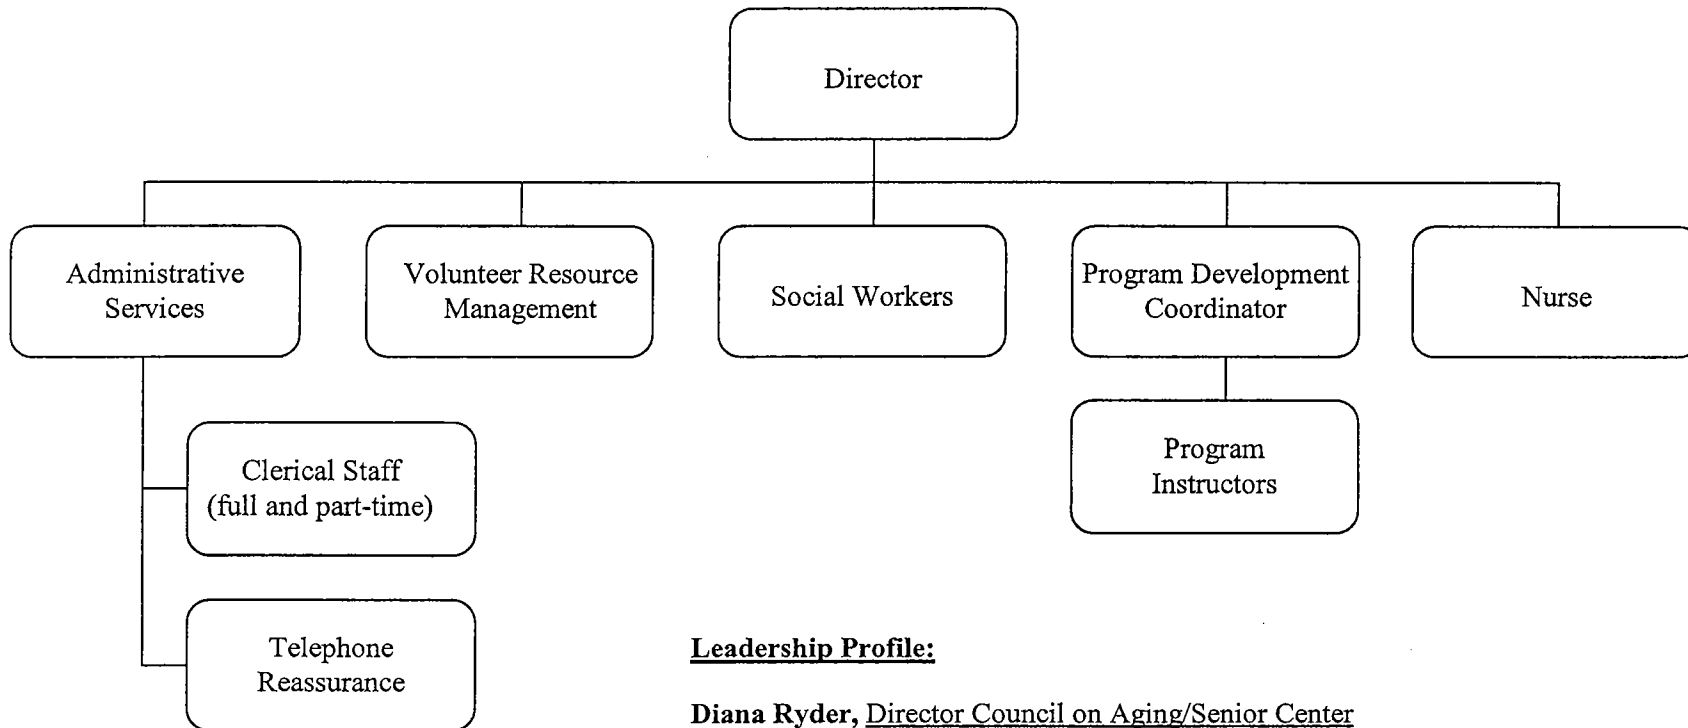 Director
Administrative
Services
Volunteer Resource
Management
Social Workers
Program Development
Coordinator
Nurse
Clerical Staff
(full and part-time)
Program
Instructors
Telephone
Reassurance
Leadership Profile:
Diana Ryder, Director Council on Aging/Senior Center